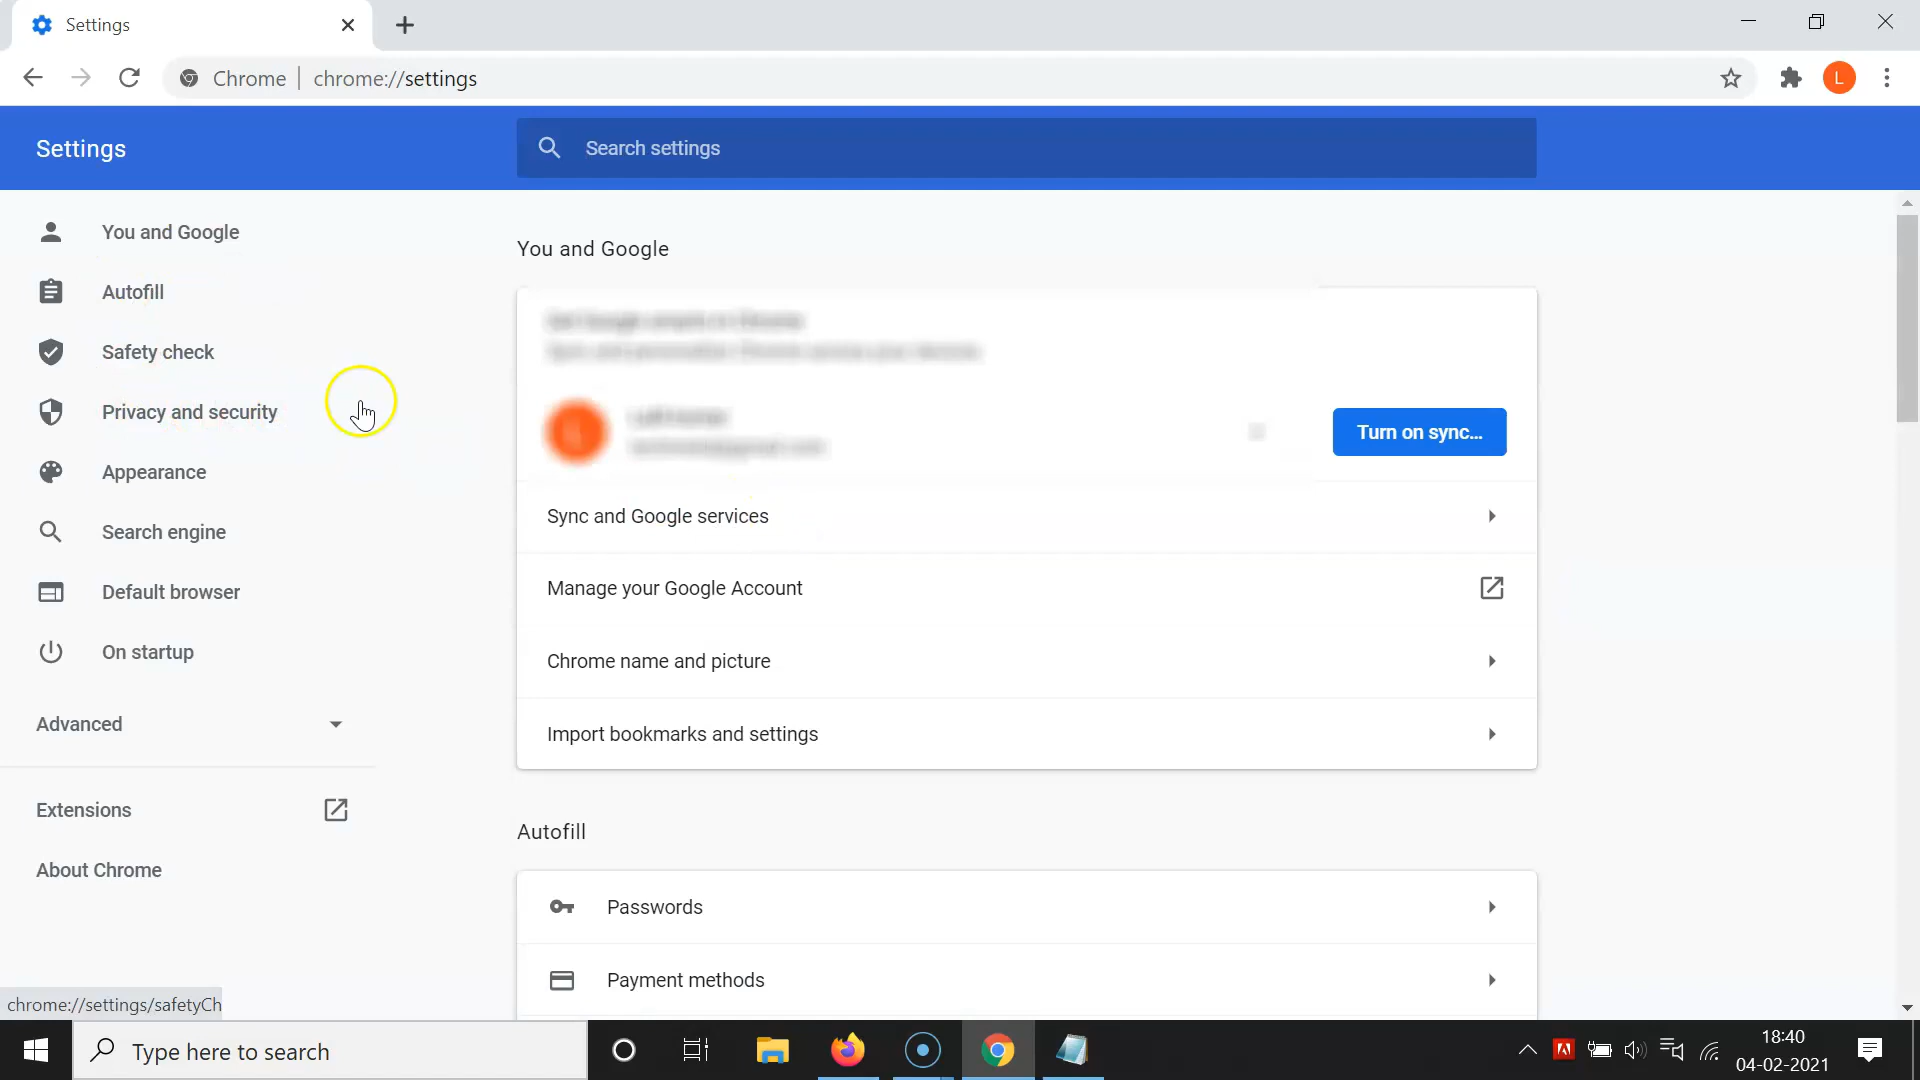 Settings
Chrome
chrome://settings
L
Settings
Search settings
You and Google
Autofill
Safety check
Privacy and security
Appearance
Search engine
Default browser
On startup
Advanced
Extensions
About Chrome
You and Google
Turn on sync...
Sync and Google services
Manage your Google Account
Chrome name and picture
Import bookmarks and settings
Autofill
Passwords
Payment methods
chrome://settings/safetyCh
Type here to search
18:40
04-02-2021